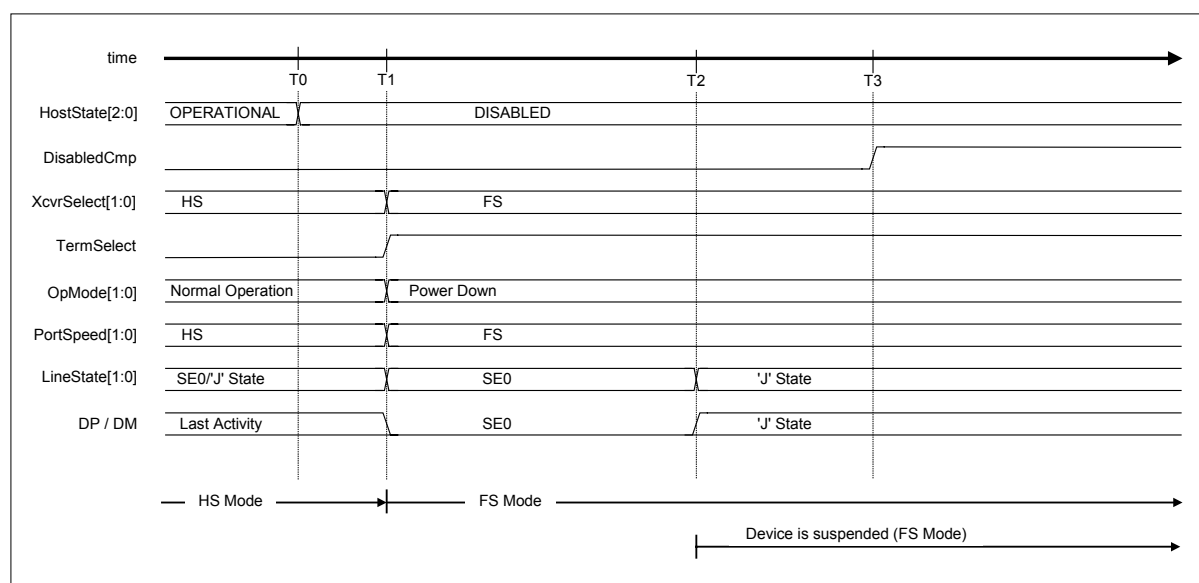 time
T0 T1 T2 T3
HostState[2:0] OPERATIONAL DISABLED
DisabledCmp
XcvrSelect[1:0] HS FS
TermSelect
OpMode[1:0] Normal Operation Power Down
PortSpeed[1:0] HS FS
LineState[1:0] SE0/'J' State SE0 'J' State
DP / DM Last Activity SE0 'J' State
HS Mode FS Mode
Device is suspended (FS Mode)